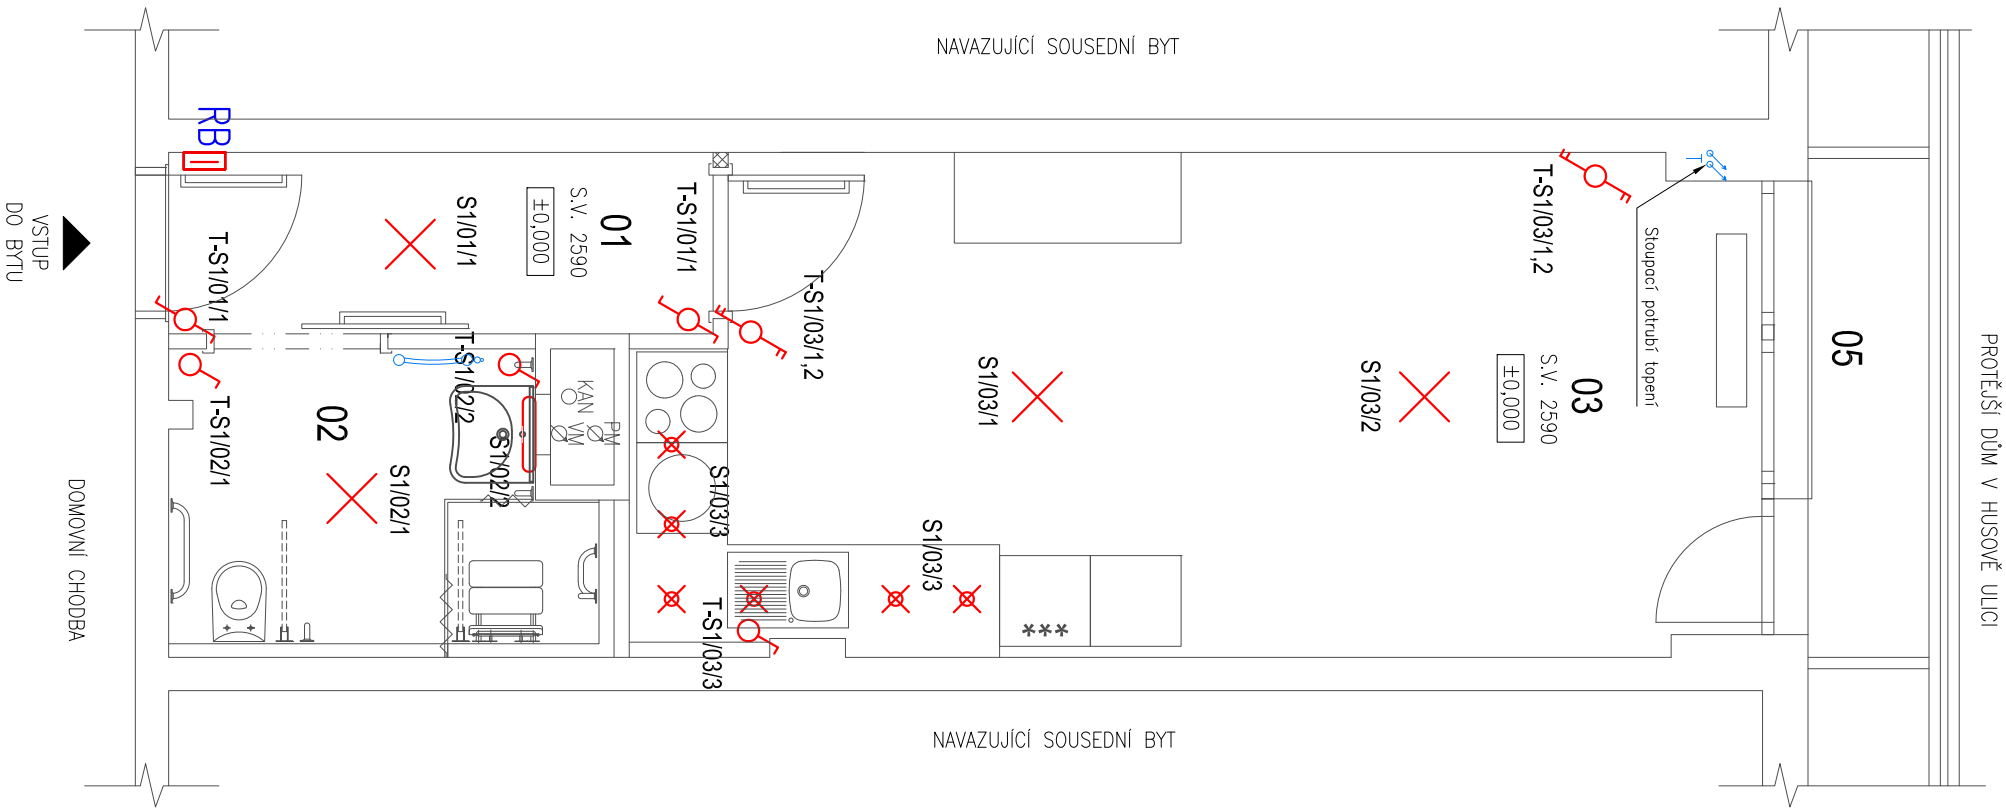 NAVAZUJÍCÍ SOUSEDNÍ BYT
RB
VSTUP
DO BYTU
DOMOVNÍ CHODBA
T-S1/01/1
S1/01/1
±0,000
S.V. 2590
01
T-S1/01/1
T-S1/03/1,2
T-S1/02/1
02
S1/02/1
T-S1/02/2
S1/02/2
KAN
VM
PM
S1/03/3
T-S1/03/3
S1/03/3
***
S1/03/1
S1/03/2
±0,000
S.V. 2590
03
T-S1/03/1,2
T
Stoupací potrubí topení
05
PROTĚJŠÍ DŮM V HUSOVĚ ULICI
NAVAZUJÍCÍ SOUSEDNÍ BYT